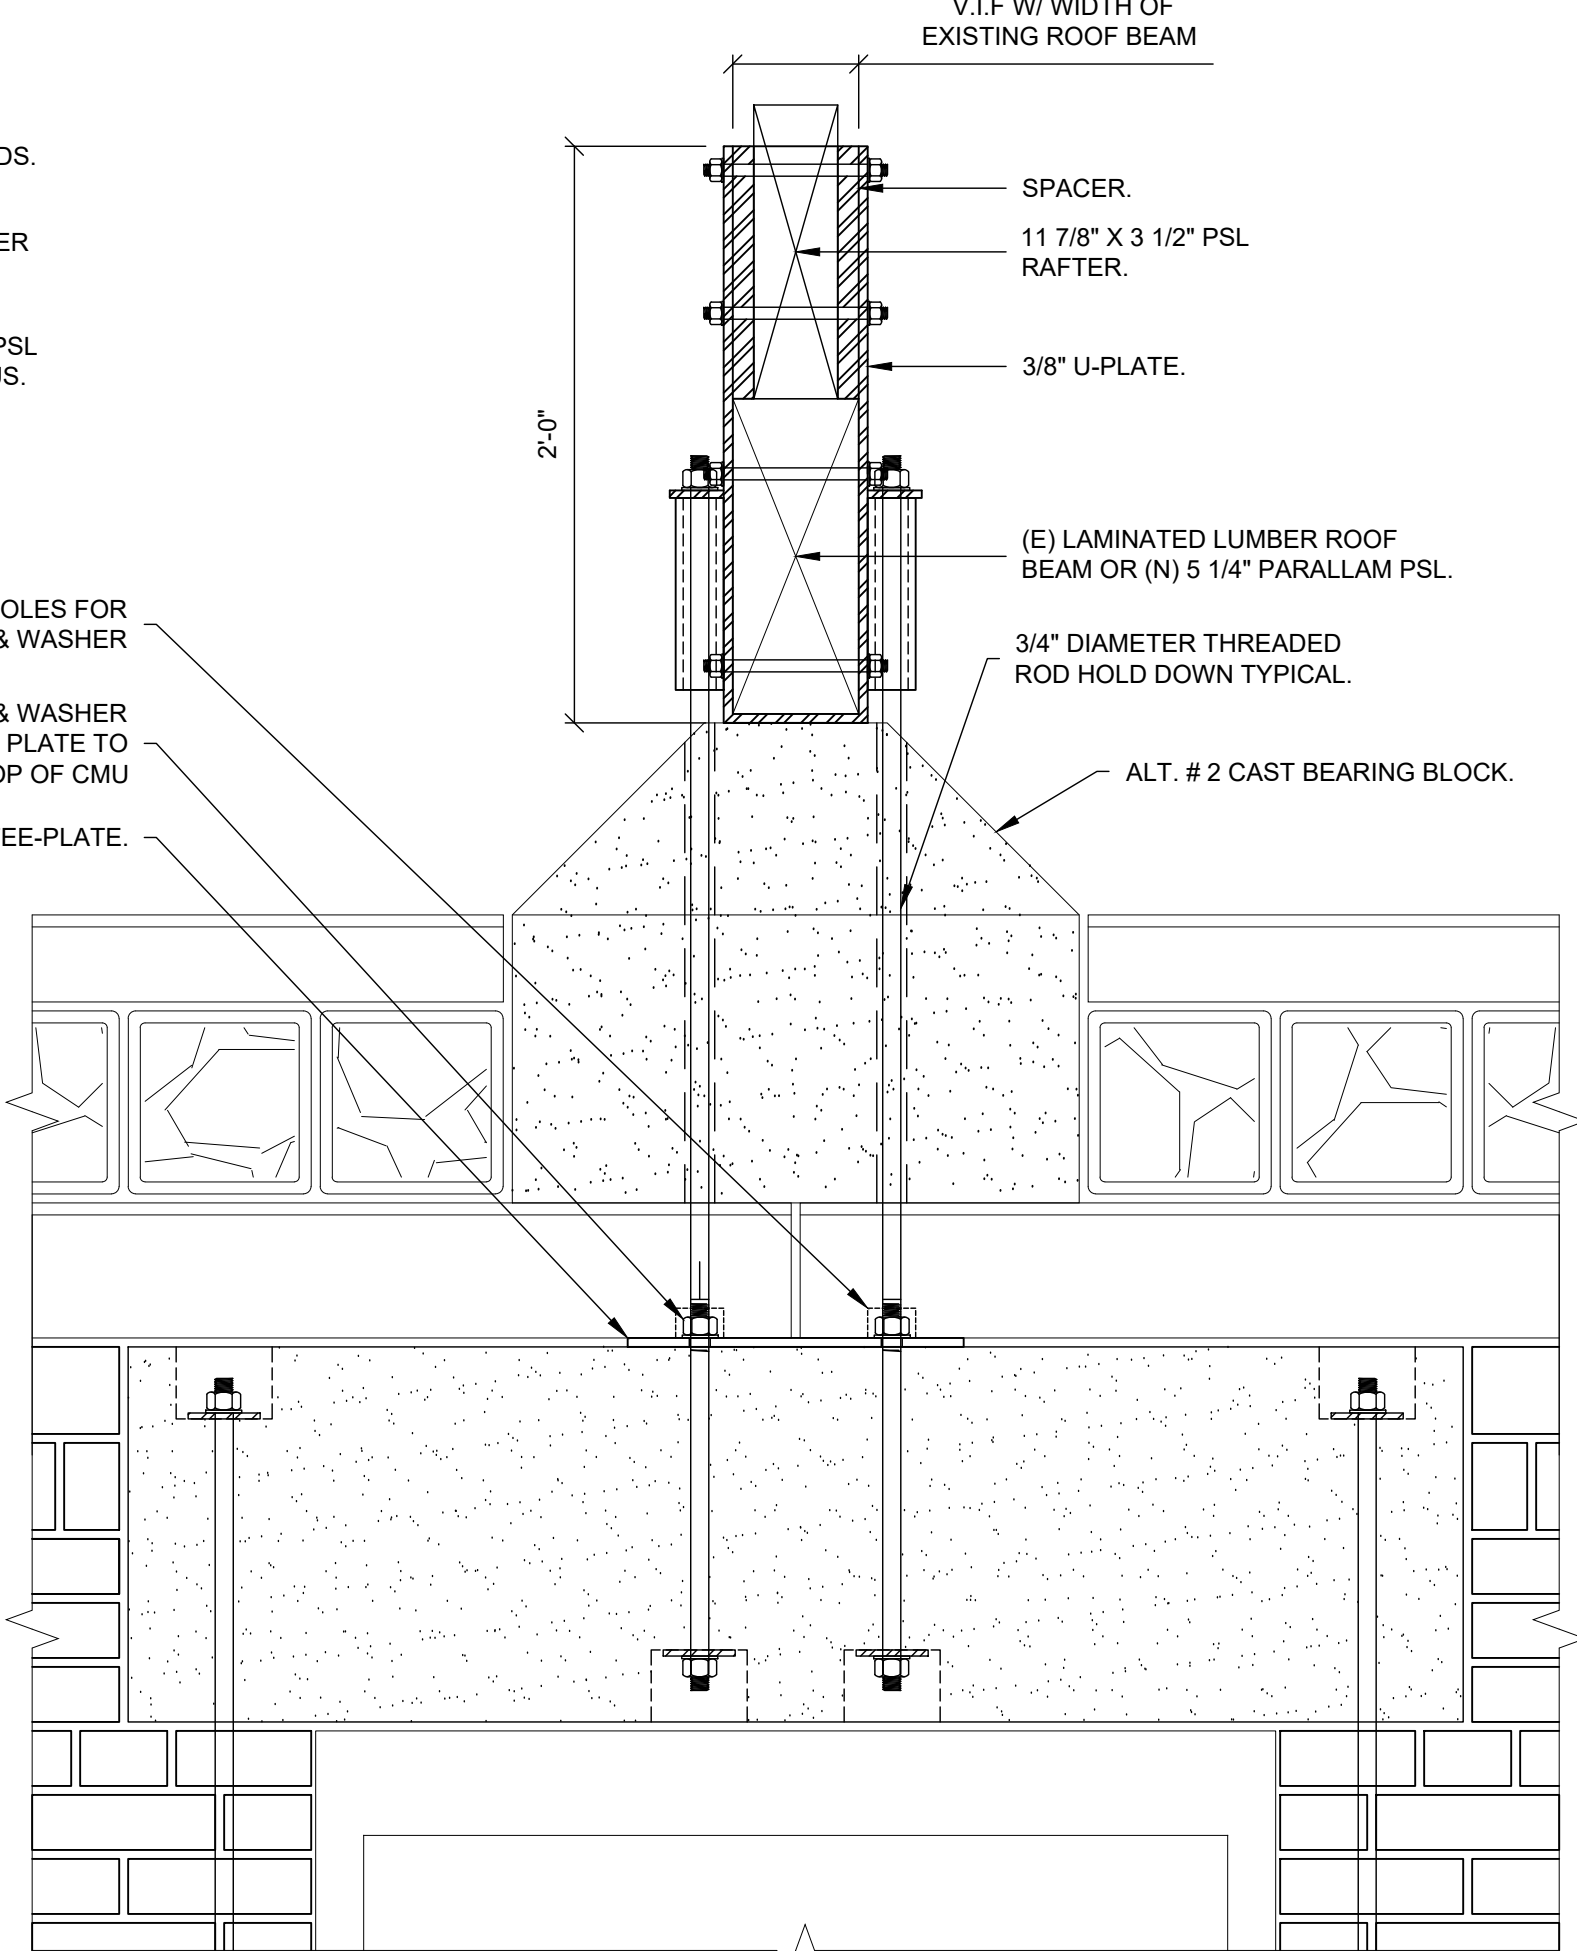 V.I.F W/ WIDTH OF
EXISTING ROOF BEAM
DS.
ER
PSL
US.
2'-0"
SPACER.
11 7/8" X 3 1/2" PSL
RAFTER.
3/8" U-PLATE.
(E) LAMINATED LUMBER ROOF
BEAM OR (N) 5 1/4" PARALLAM PSL.
OLES FOR
& WASHER
& WASHER
PLATE TO
OP OF CMU
EE-PLATE.
3/4" DIAMETER THREADED
ROD HOLD DOWN TYPICAL.
ALT. # 2 CAST BEARING BLOCK.